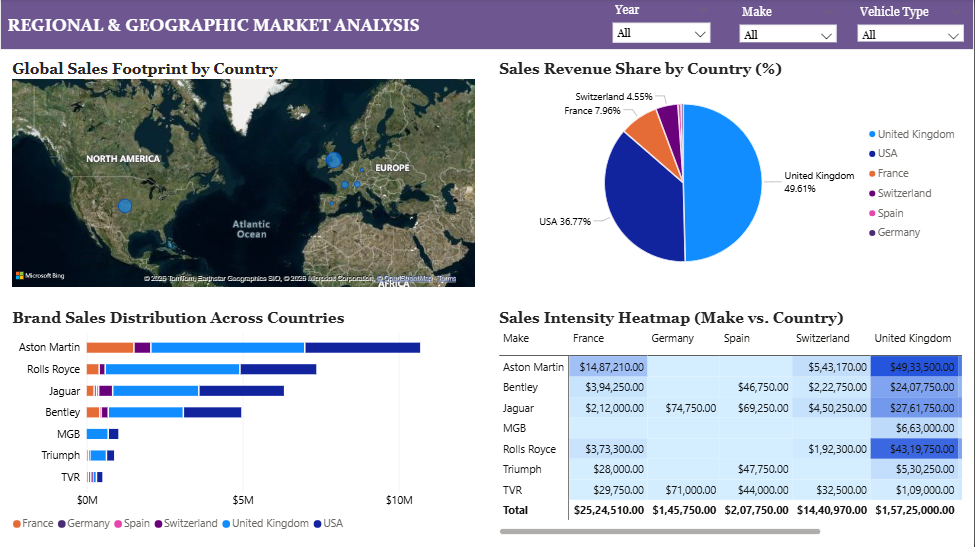 REGIONAL & GEOGRAPHIC MARKET ANALYSIS
Year
All
Make
All
Vehicle Type
All
Global Sales Footprint by Country
NORTH AMERICA
EUROPE
Atlantic
Ocean
AFRICA
Microsoft Bing
© 2026 TomTom, Earthstar Geographics SIO, © 2026 Microsoft Corporation, © OpenStreetMap Terms
Sales Revenue Share by Country (%)
Switzerland 4.55%
France 7.96%
USA 36.77%
United Kingdom
49.61%
United Kingdom
USA
France
Switzerland
Spain
Germany
Brand Sales Distribution Across Countries
Aston Martin
Rolls Royce
Jaguar
Bentley
MGB
Triumph
TVR
$0M $5M $10M
France Germany Spain Switzerland United Kingdom USA
Sales Intensity Heatmap (Make vs. Country)
Make France Germany Spain Switzerland United Kingdom
Aston Martin $14,87,210.00 $5,43,170.00 $49,33,500.00
Bentley $3,94,250.00 $46,750.00 $2,22,750.00 $24,07,750.00
Jaguar $2,12,000.00 $74,750.00 $69,250.00 $4,50,250.00 $27,61,750.00
MGB $6,63,000.00
Rolls Royce $3,73,300.00 $1,92,300.00 $43,19,750.00
Triumph $28,000.00 $47,750.00 $5,30,250.00
TVR $29,750.00 $71,000.00 $44,000.00 $32,500.00 $1,09,000.00
Total $25,24,510.00 $1,45,750.00 $2,07,750.00 $14,40,970.00 $1,57,25,000.00